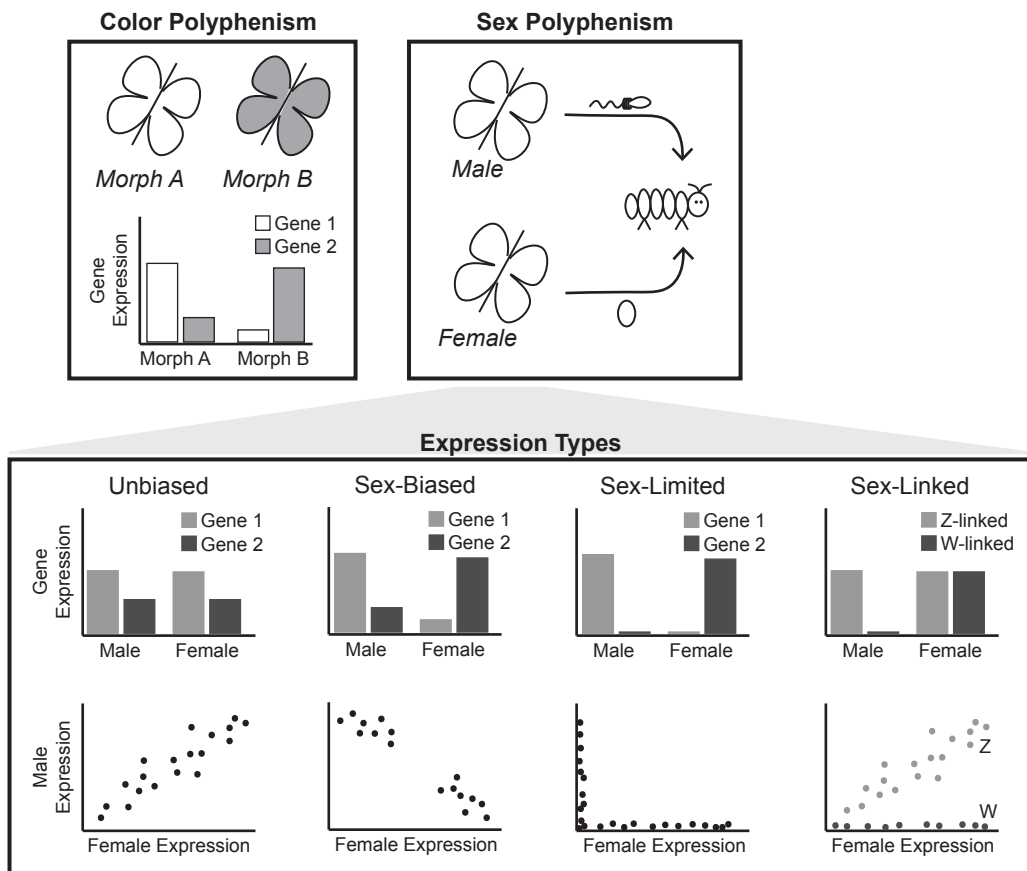 Color Polyphenism
Morph A
Morph B
Gene 1
Gene 2
Gene
Expression
Morph A
Morph B
Sex Polyphenism
Male
Female
Expression Types
Unbiased
Gene 1
Gene 2
Gene
Expression
Male
Female
Sex-Biased
Gene 1
Gene 2
Male
Female
Sex-Limited
Gene 1
Gene 2
Male
Female
Sex-Linked
Z-linked
W-linked
Male
Female
Male
Expression
Female Expression
Female Expression
Female Expression
Z
W
Female Expression